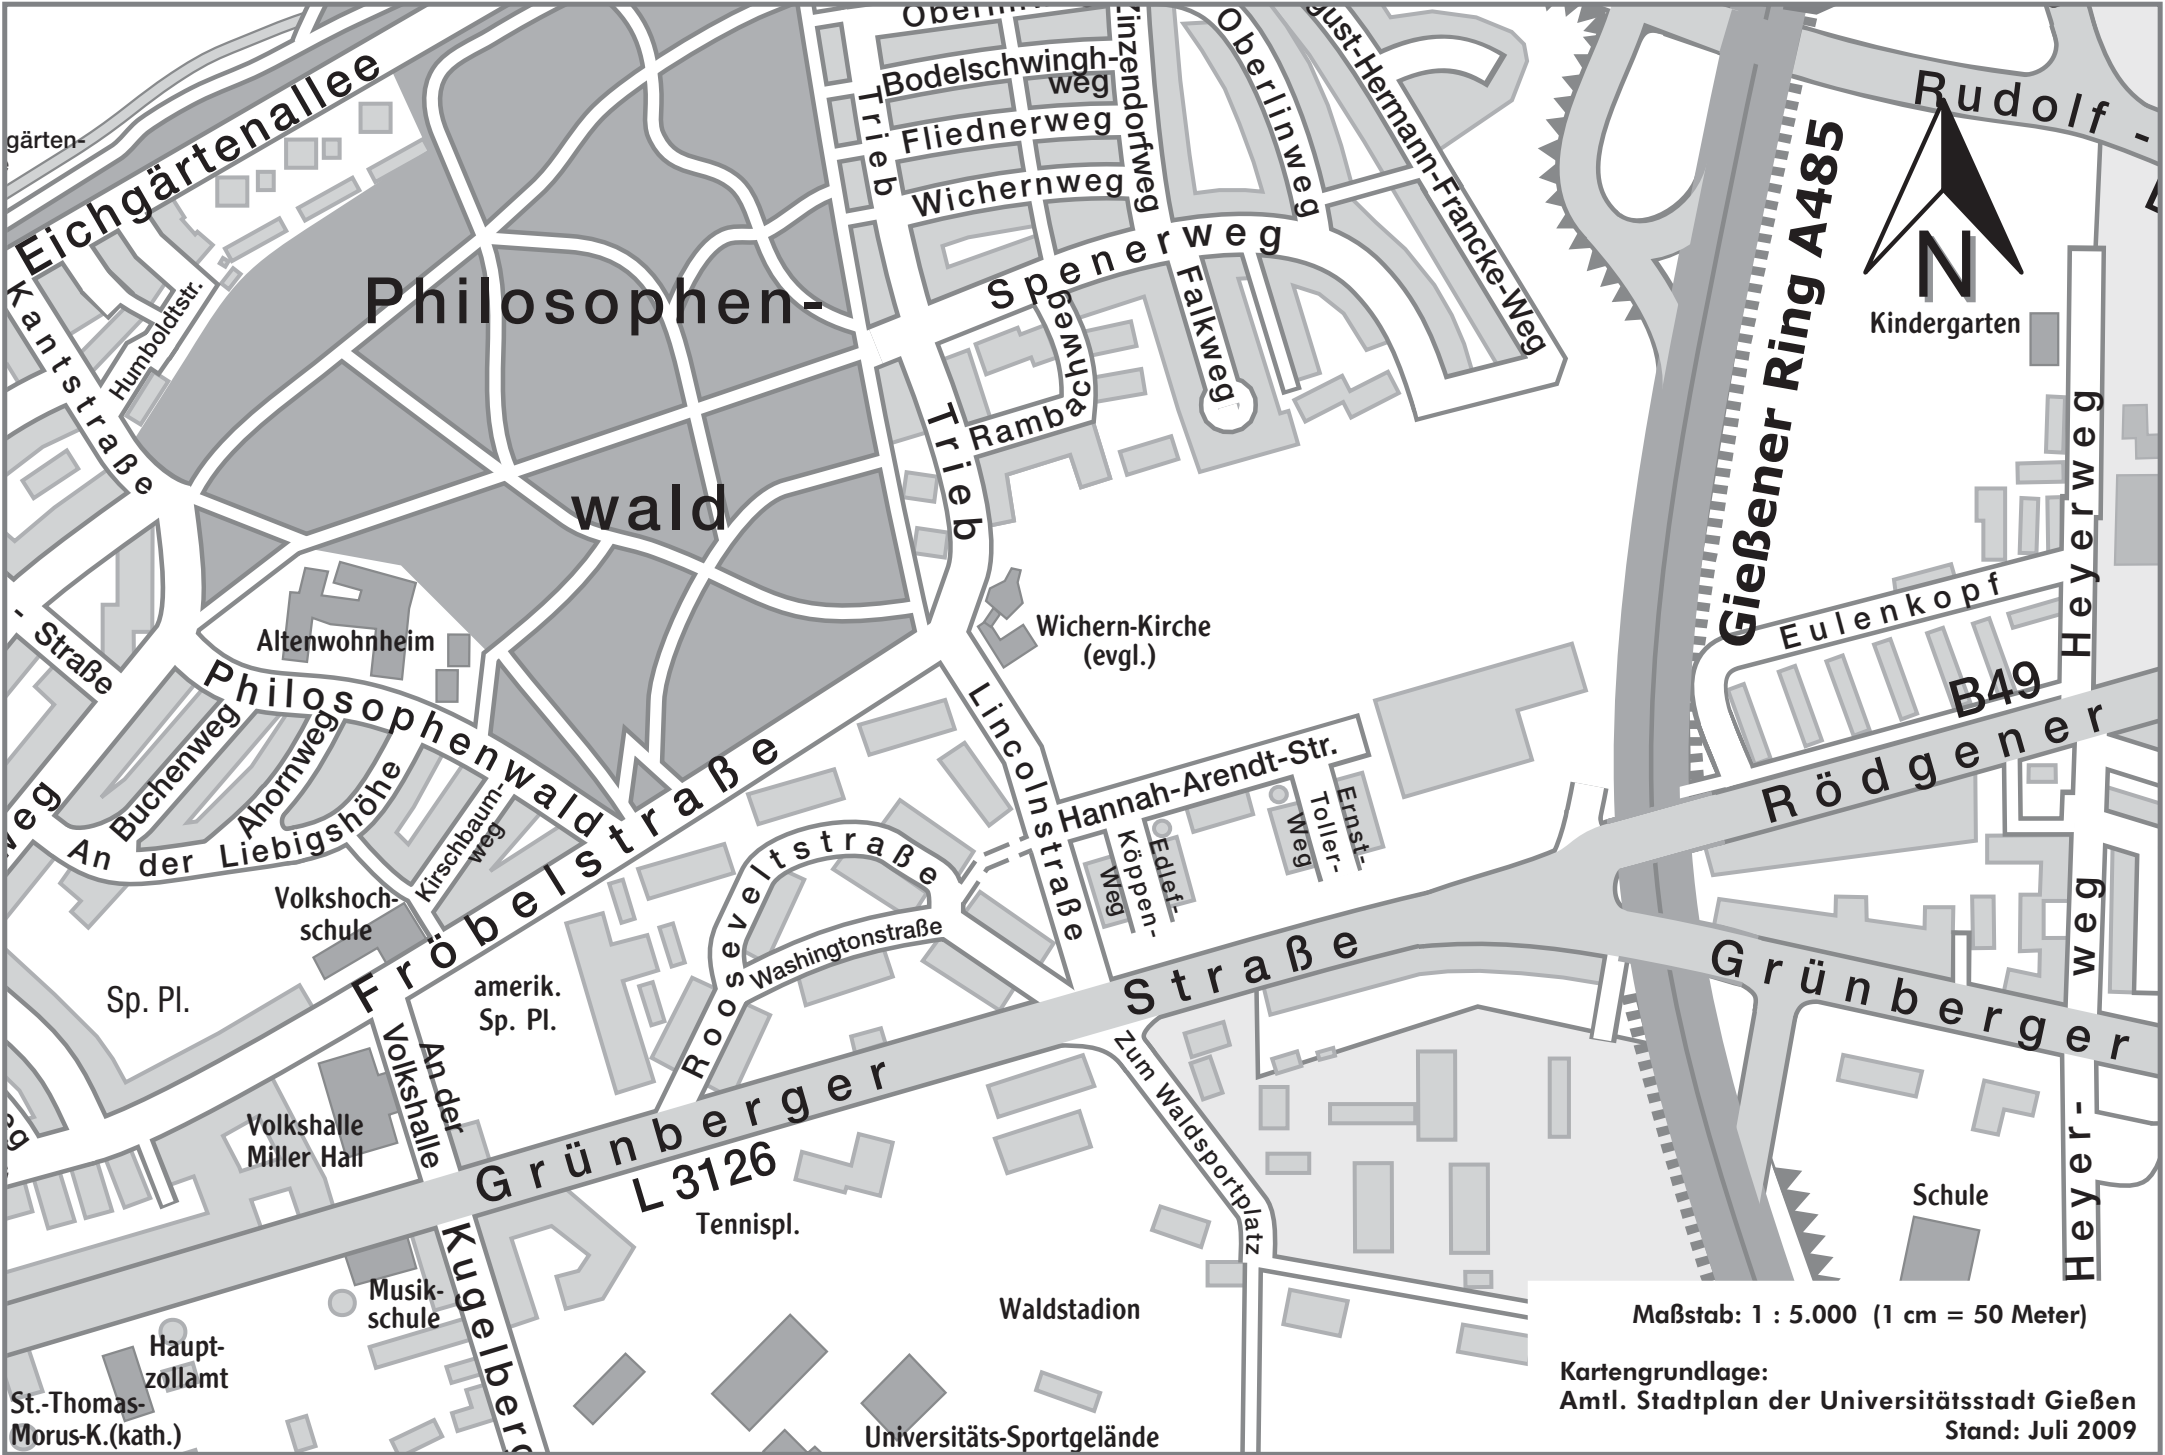 Eichgärtenallee
gärten-
Kantstraße
Humboldtstr.
Philosophen-
wald
Trieb
Bodelschwingh-
weg
Fliednerweg
Wichernweg
Zinzendorfweg
Oberlinweg
August-Hermann-Francke-Weg
Spenerweg
Falkweg
Rambachweg
Trieb
Gießener Ring A485
Rudolf -
N
Kindergarten
Heyerweg
Eulenkopf
B49
Rödgener
- Straße
Altenwohnheim
Wichern-Kirche
(evgl.)
Philosophenwald
Buchenweg
Ahornweg
An der Liebigshöhe
Kirschbaum-
weg
weg
Fröbelstraße
Lincolnstraße
Hannah-Arendt-Str.
Edlef-
Köppen-
Weg
Ernst-
Toller-
Weg
Rooseveltstraße
Washingtonstraße
Volkshoch-
schule
Sp. Pl.
amerik.
Sp. Pl.
An der
Volkshalle
Volkshalle
Miller Hall
Grünberger Straße
L 3126
Grünberger
weg
Heyer-
Zum Waldsportplatz
Tennispl.
Schule
Kugelberg
Musik-
schule
Haupt-
zollamt
St.-Thomas-
Morus-K.(kath.)
Waldstadion
Universitäts-Sportgelände
Maßstab: 1 : 5.000 (1 cm = 50 Meter)
Kartengrundlage:
Amtl. Stadtplan der Universitätsstadt Gießen
Stand: Juli 2009